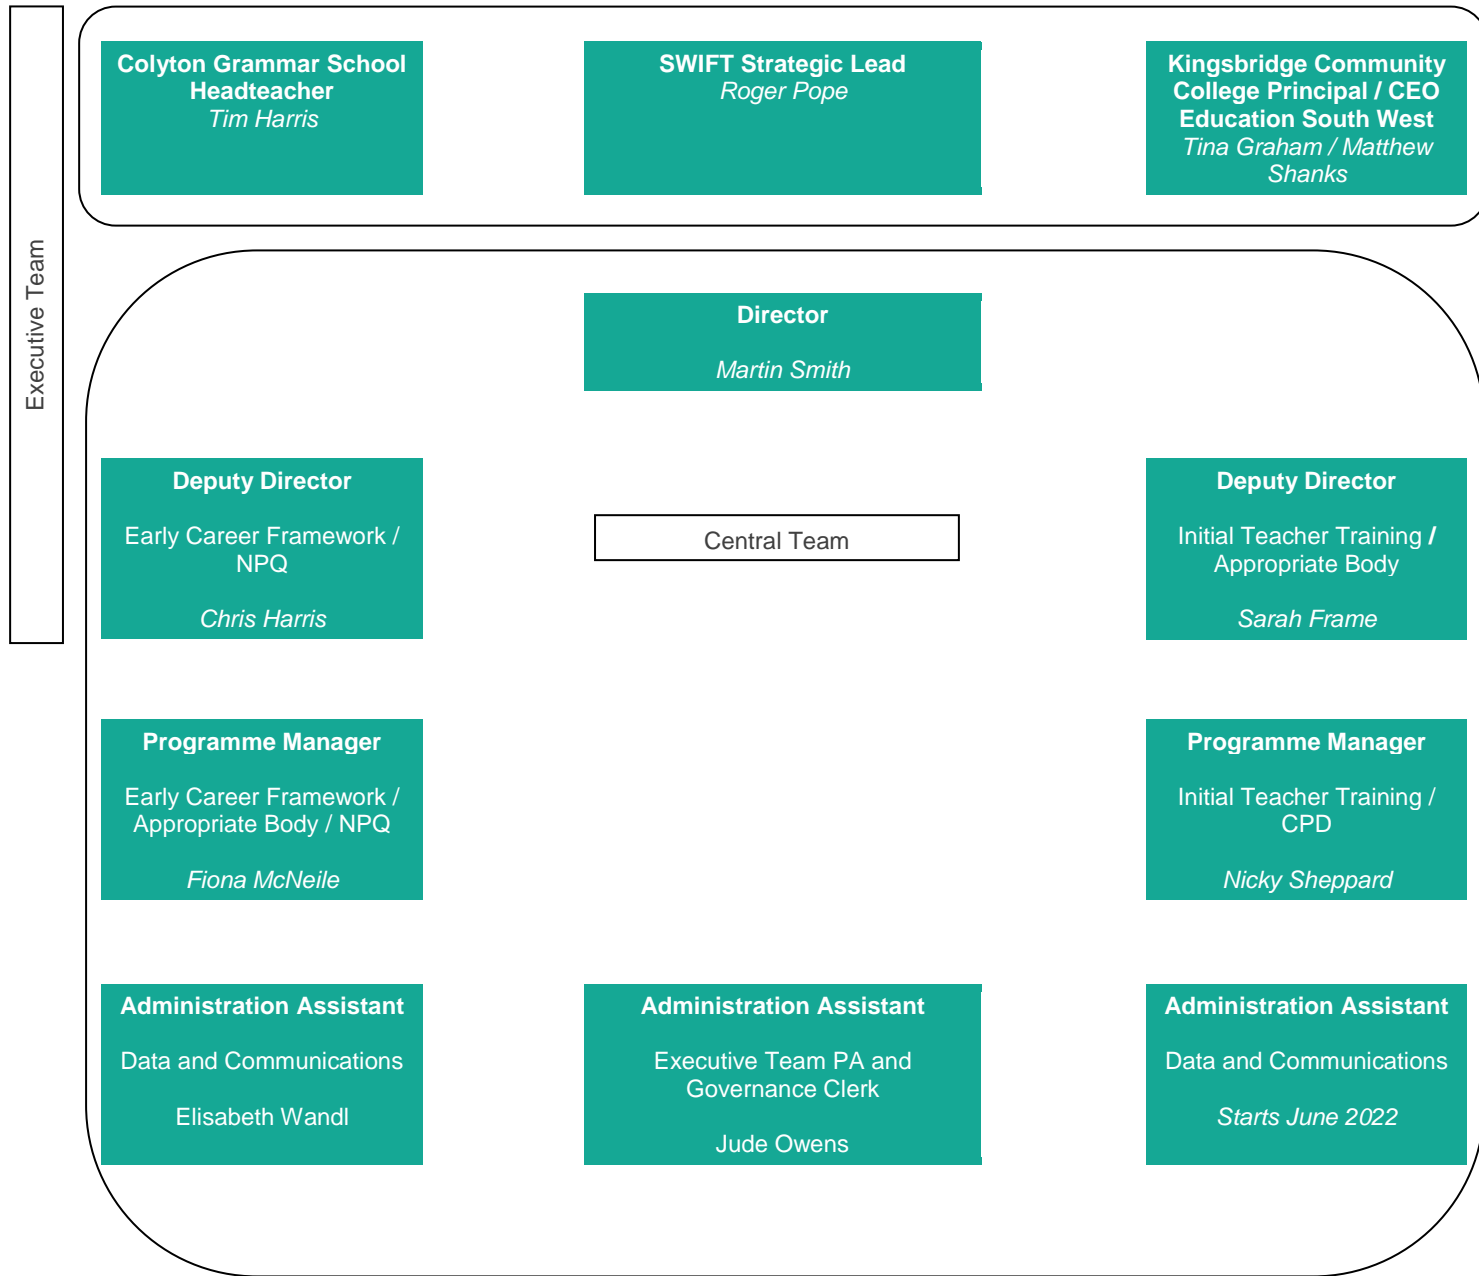 Executive Team
Colyton Grammar School
Headteacher
Tim Harris
SWIFT Strategic Lead
Roger Pope
Kingsbridge Community
College Principal / CEO
Education South West
Tina Graham / Matthew
Shanks
Director
Martin Smith
Deputy Director
Early Career Framework /
NPQ
Chris Harris
Central Team
Deputy Director
Initial Teacher Training /
Appropriate Body
Sarah Frame
Programme Manager
Early Career Framework /
Appropriate Body / NPQ
Fiona McNeile
Programme Manager
Initial Teacher Training /
CPD
Nicky Sheppard
Administration Assistant
Data and Communications
Elisabeth Wandl
Administration Assistant
Executive Team PA and
Governance Clerk
Jude Owens
Administration Assistant
Data and Communications
Starts June 2022